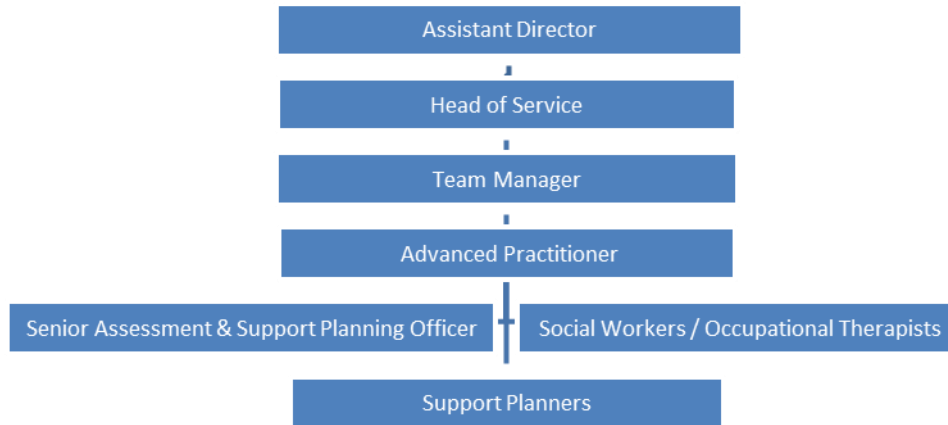 Assistant Director
Head of Service
Team Manager
Advanced Practitioner
Senior Assessment & Support Planning Officer
Social Workers / Occupational Therapists
Support Planners